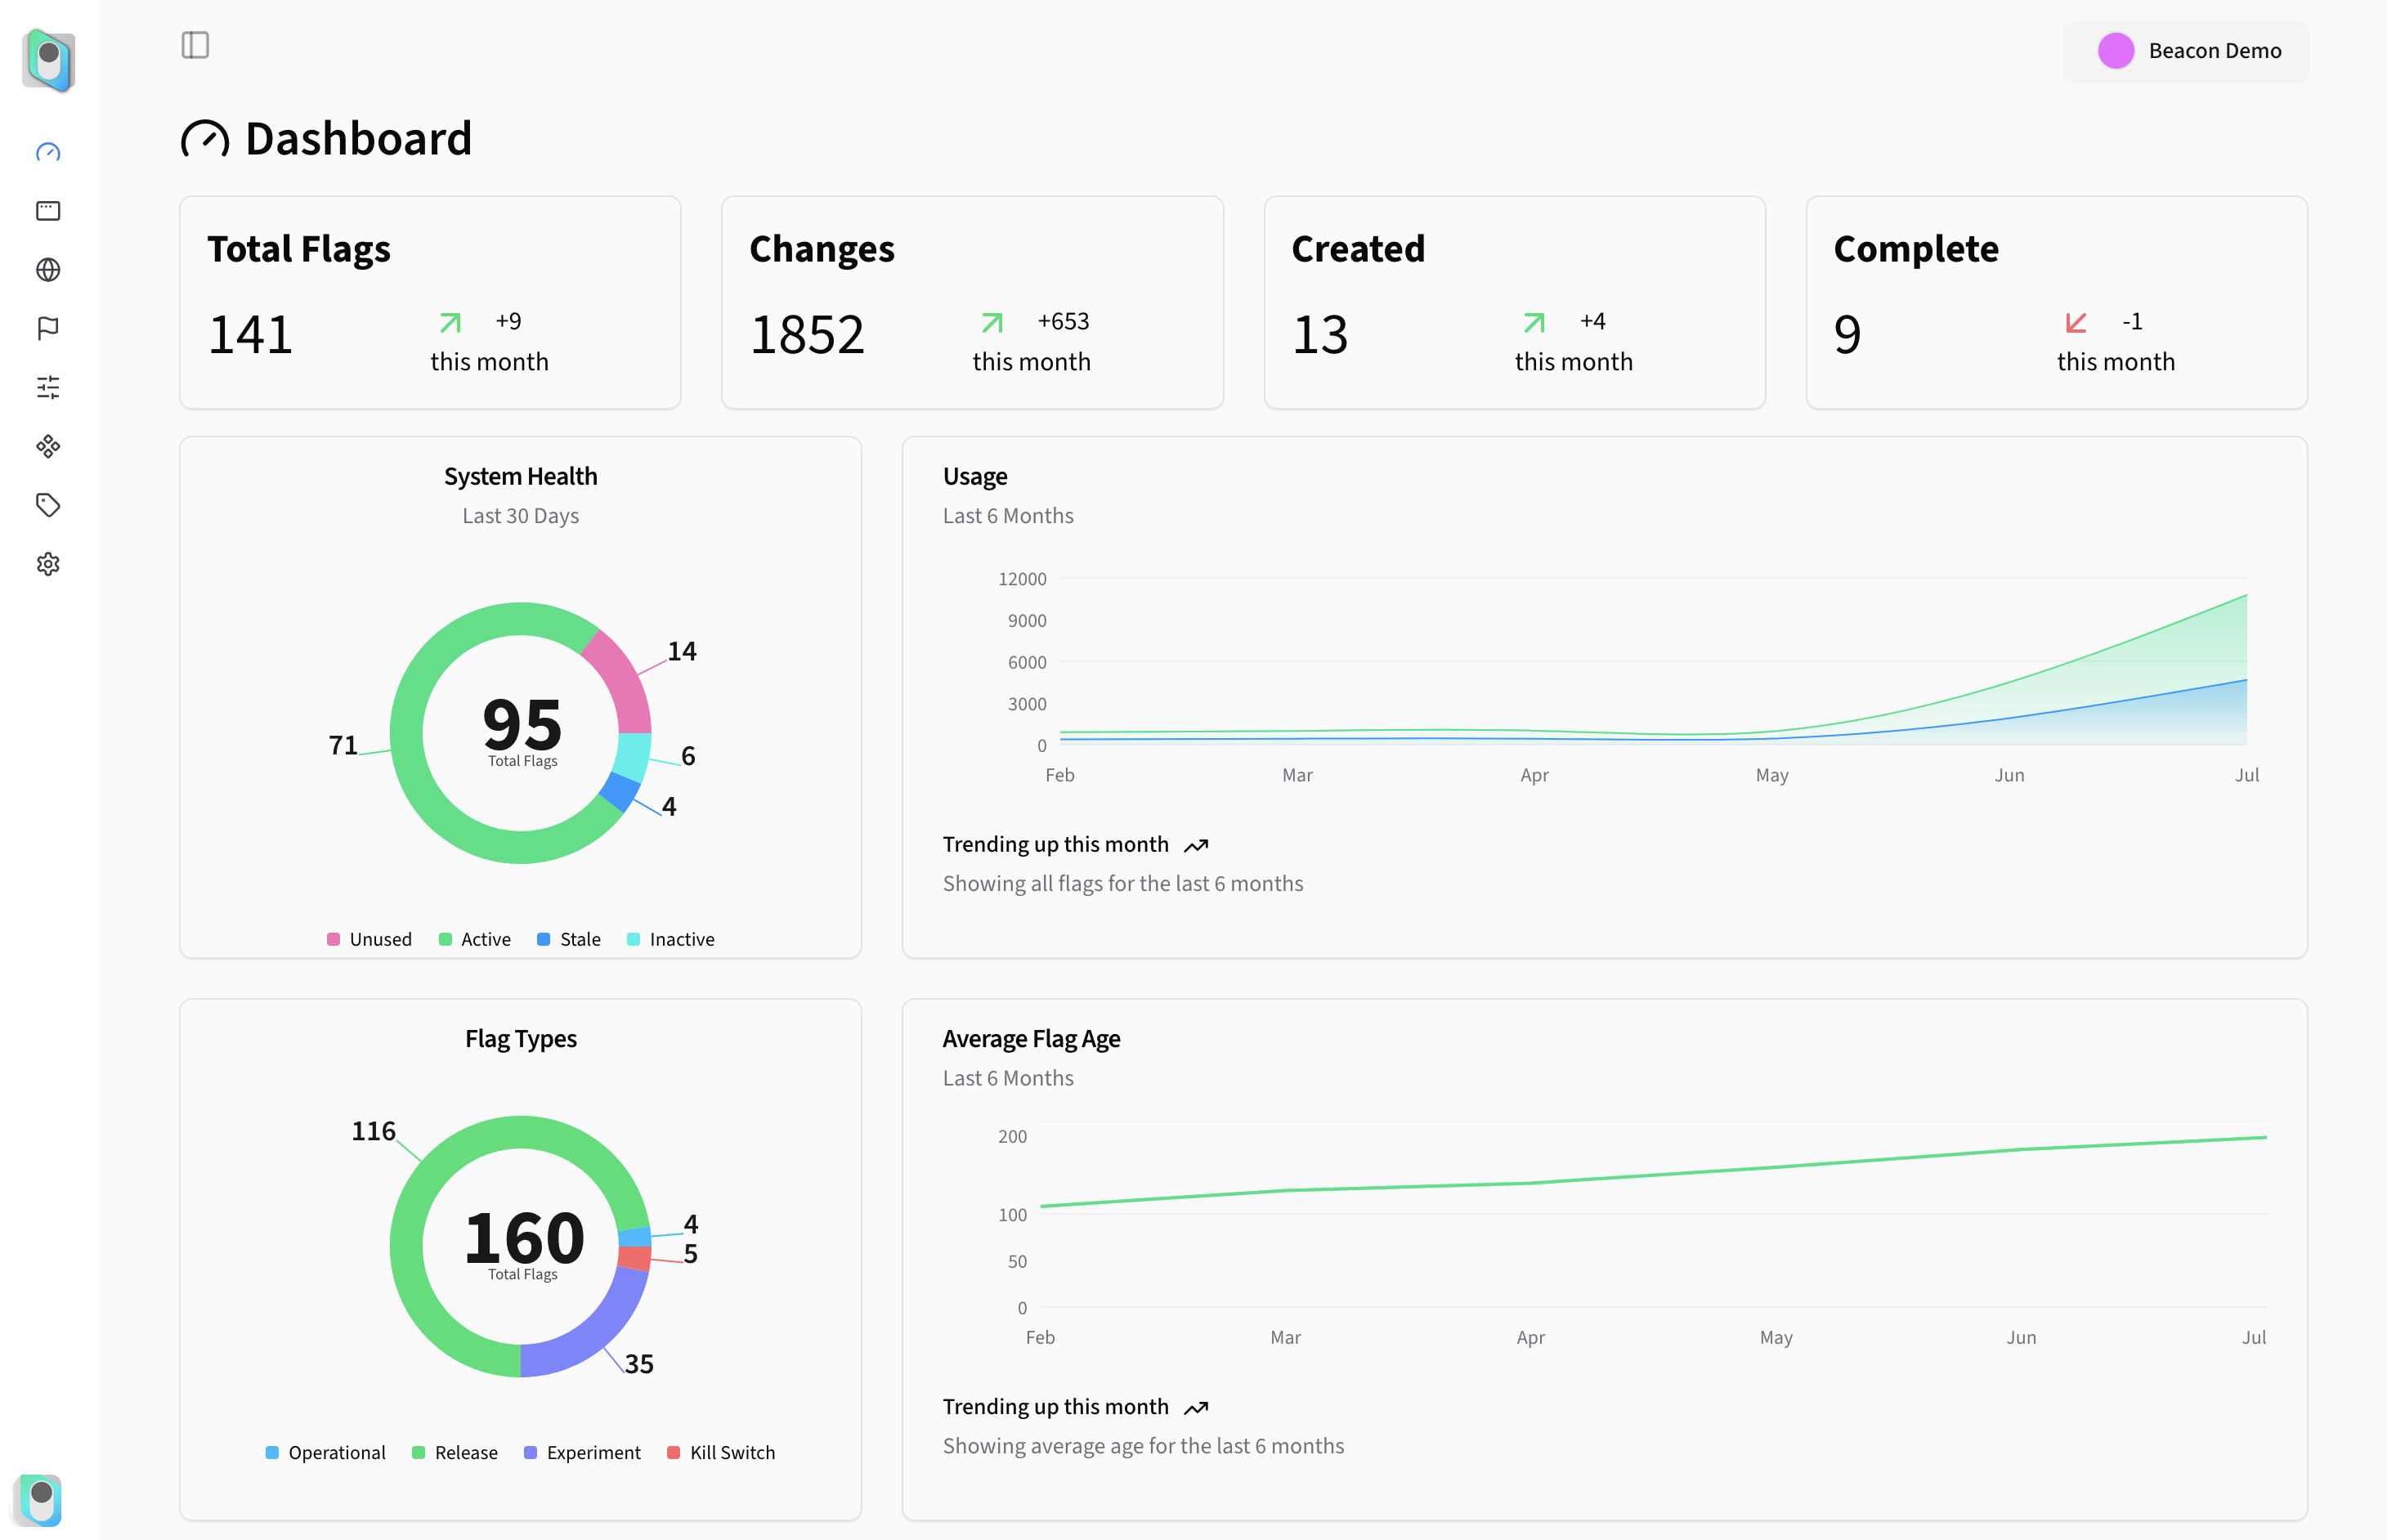 Beacon Demo
Dashboard
Total Flags
141
+9
this month
Changes
1852
+653
this month
Created
13
+4
this month
Complete
9
-1
this month
System Health
Last 30 Days
14
71
6
4
95
Total Flags
Unused Active Stale Inactive
Usage
Last 6 Months
12000
9000
6000
3000
0
Feb Mar Apr May Jun Jul
Trending up this month
Showing all flags for the last 6 months
Flag Types
116
4
5
35
160
Total Flags
Operational Release Experiment Kill Switch
Average Flag Age
Last 6 Months
200
100
50
0
Feb Mar Apr May Jun Jul
Trending up this month
Showing average age for the last 6 months